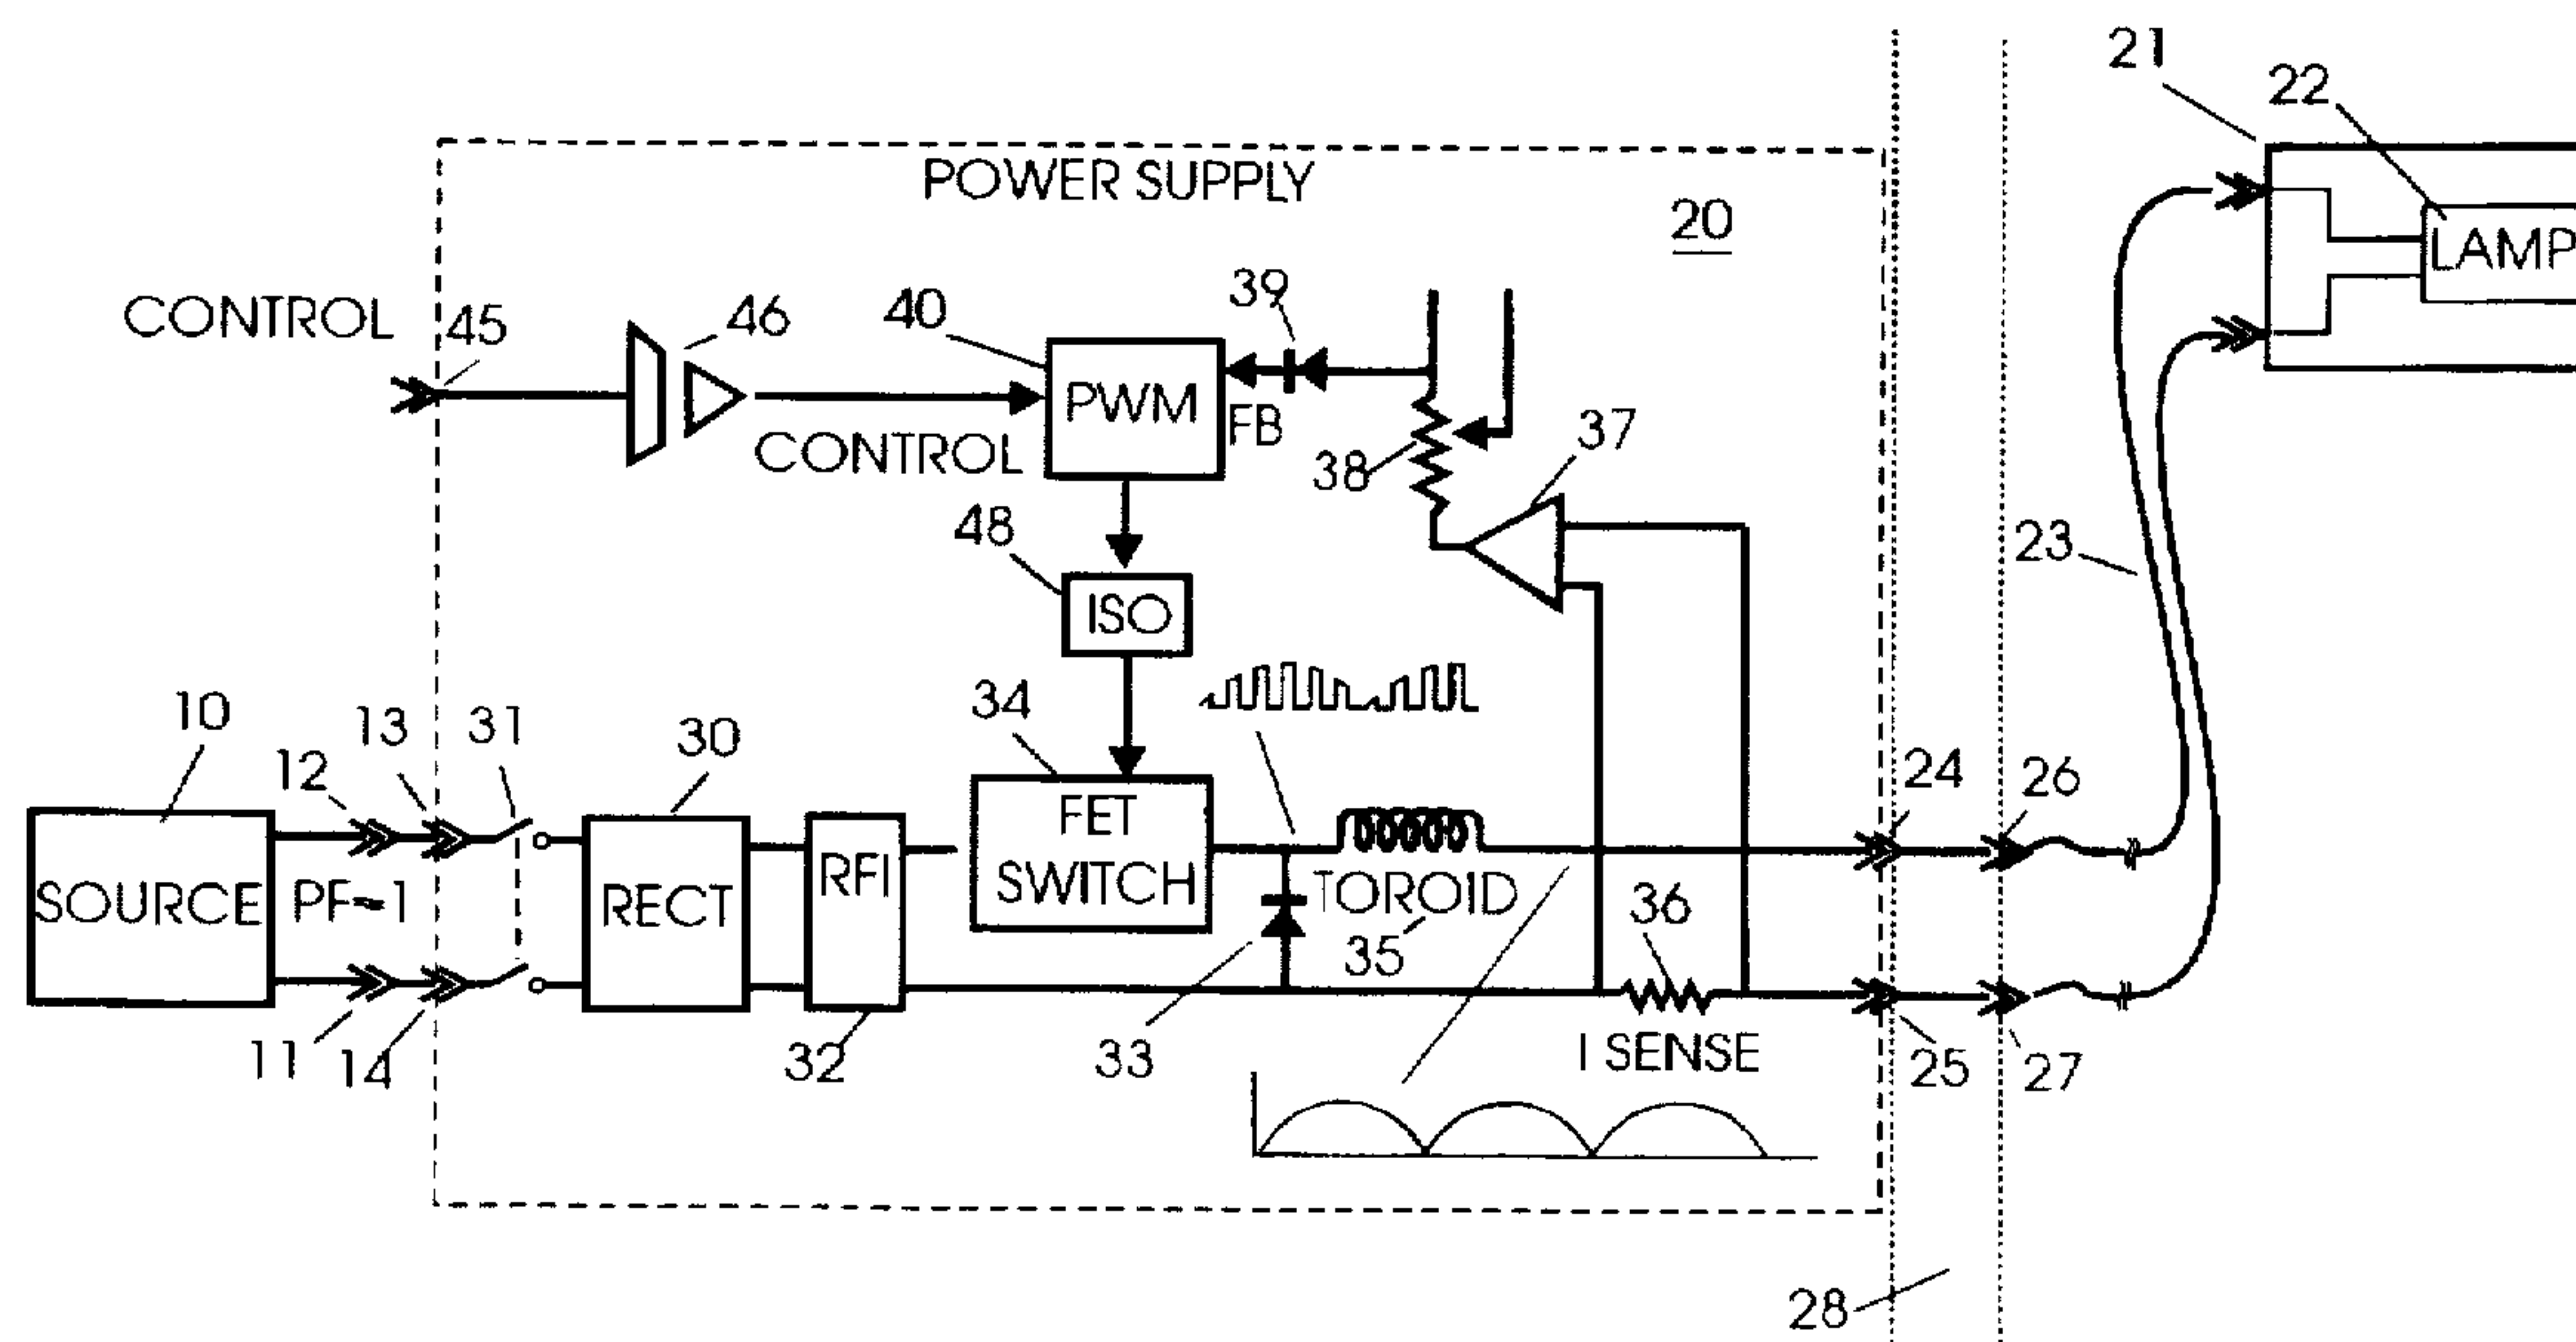 21
22
POWER SUPPLY
20
LAMP
CONTROL
45
46
40
39
PWM
FB
CONTROL
38
37
48
ISO
23
34
10
12
13
31
30
24
26
FET
SWITCH
SOURCE
PF≈1
RECT
RFI
TOROID
35
36
11
14
32
33
I SENSE
25
27
28